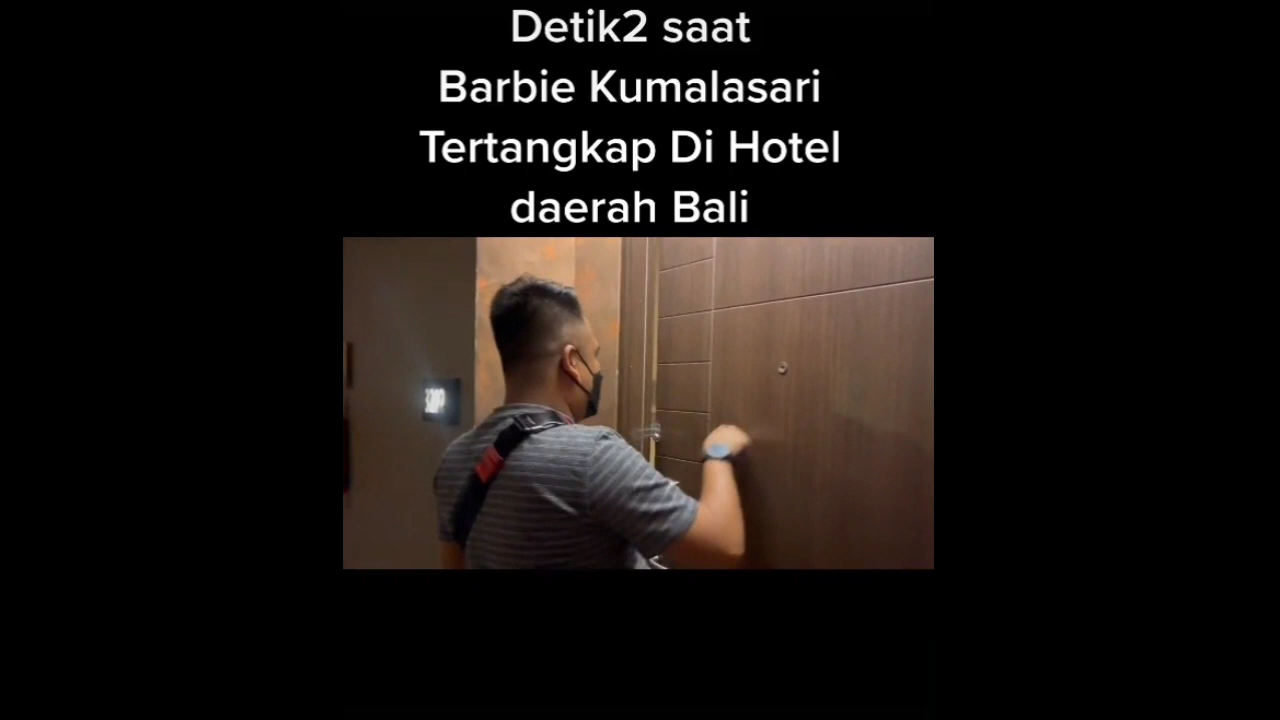 Detik2 saat
Barbie Kumalasari
Tertangkap Di Hotel
daerah Bali